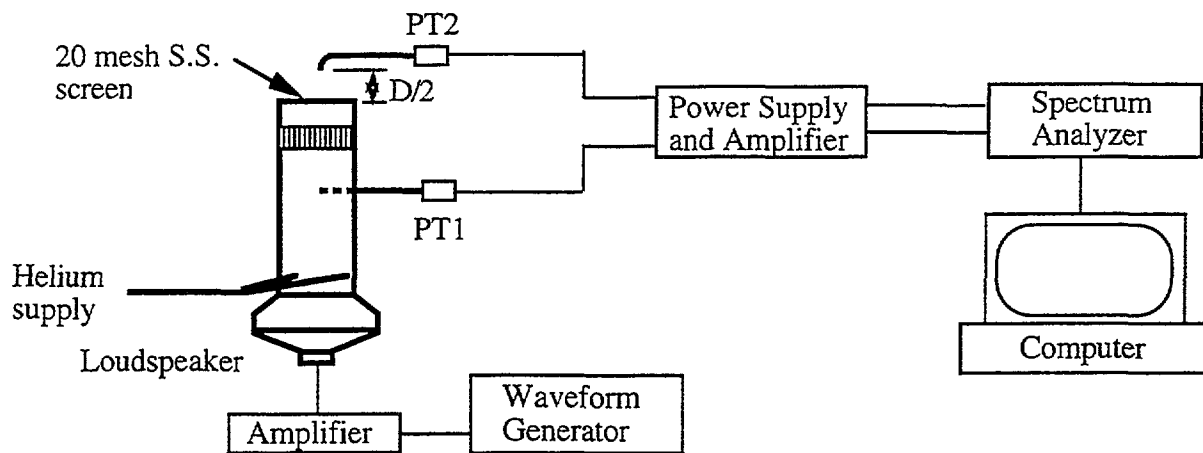 PT2
20 mesh S.S.
screen
D/2
Power Supply
and Amplifier
Spectrum
Analyzer
PT1
Helium
supply
Loudspeaker
Computer
Waveform
Generator
Amplifier